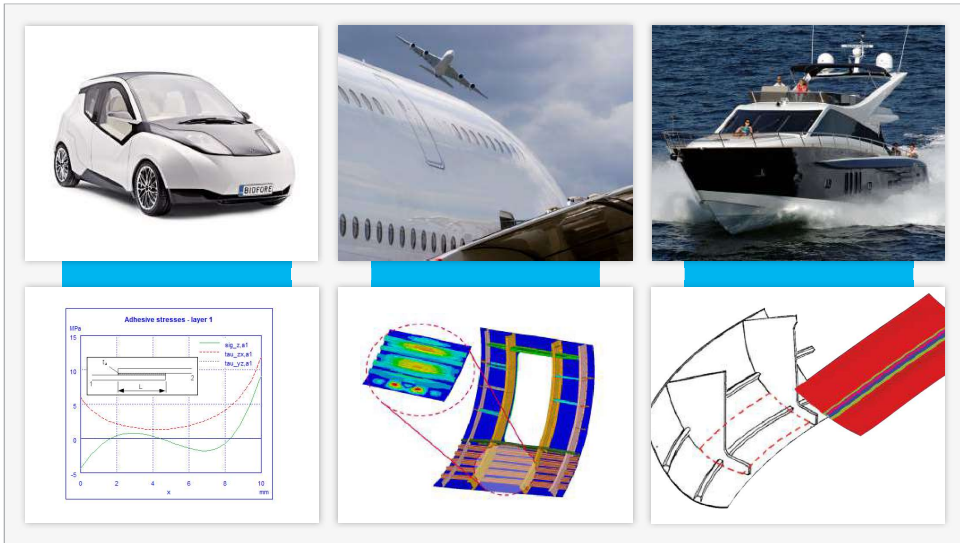 BIOFORE
Adhesive stresses - layer 1
MPa
15
sig_z,a1
tau_zx,a1
tau_yz,a1
10
1
2
L
5
0
-5
0 2 4 6 8 10
x mm